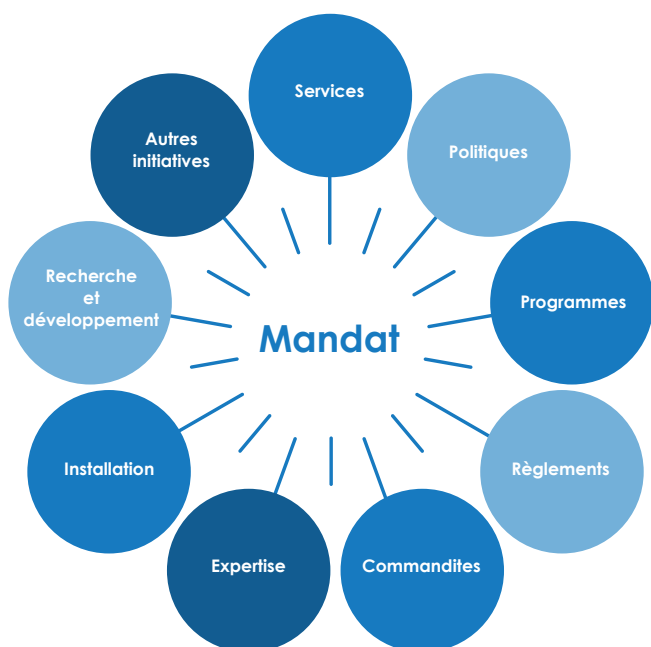 Services
Politiques
Programmes
Règlements
Commandites
Expertise
Installation
Recherche
et
développement
Autres
initiatives
Mandat